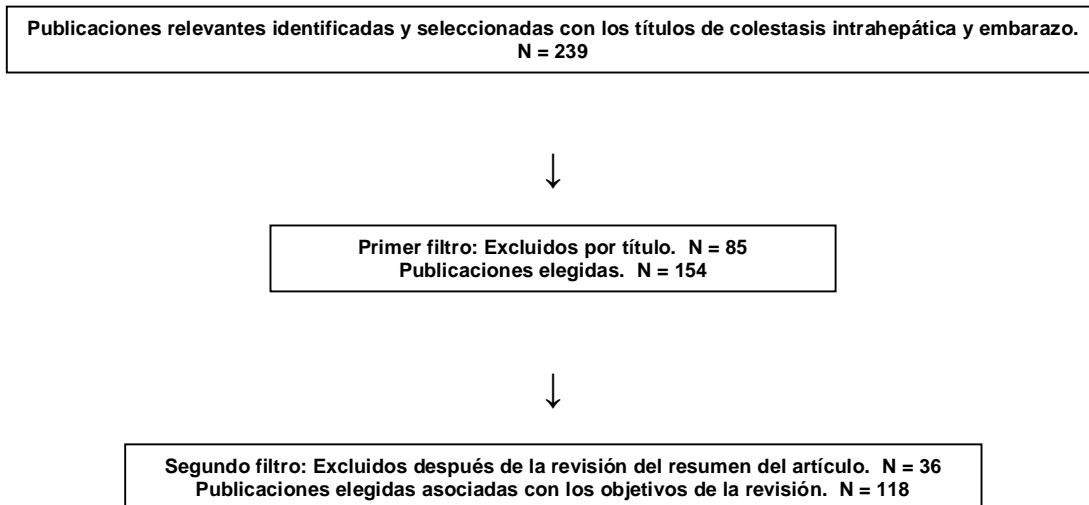 Publicaciones relevantes identificadas y seleccionadas con los títulos de colestasis intrahepática y embarazo.
N = 239
↓
Primer filtro: Excluidos por título. N = 85
Publicaciones elegidas. N = 154
↓
Segundo filtro: Excluidos después de la revisión del resumen del artículo. N = 36
Publicaciones elegidas asociadas con los objetivos de la revisión. N = 118